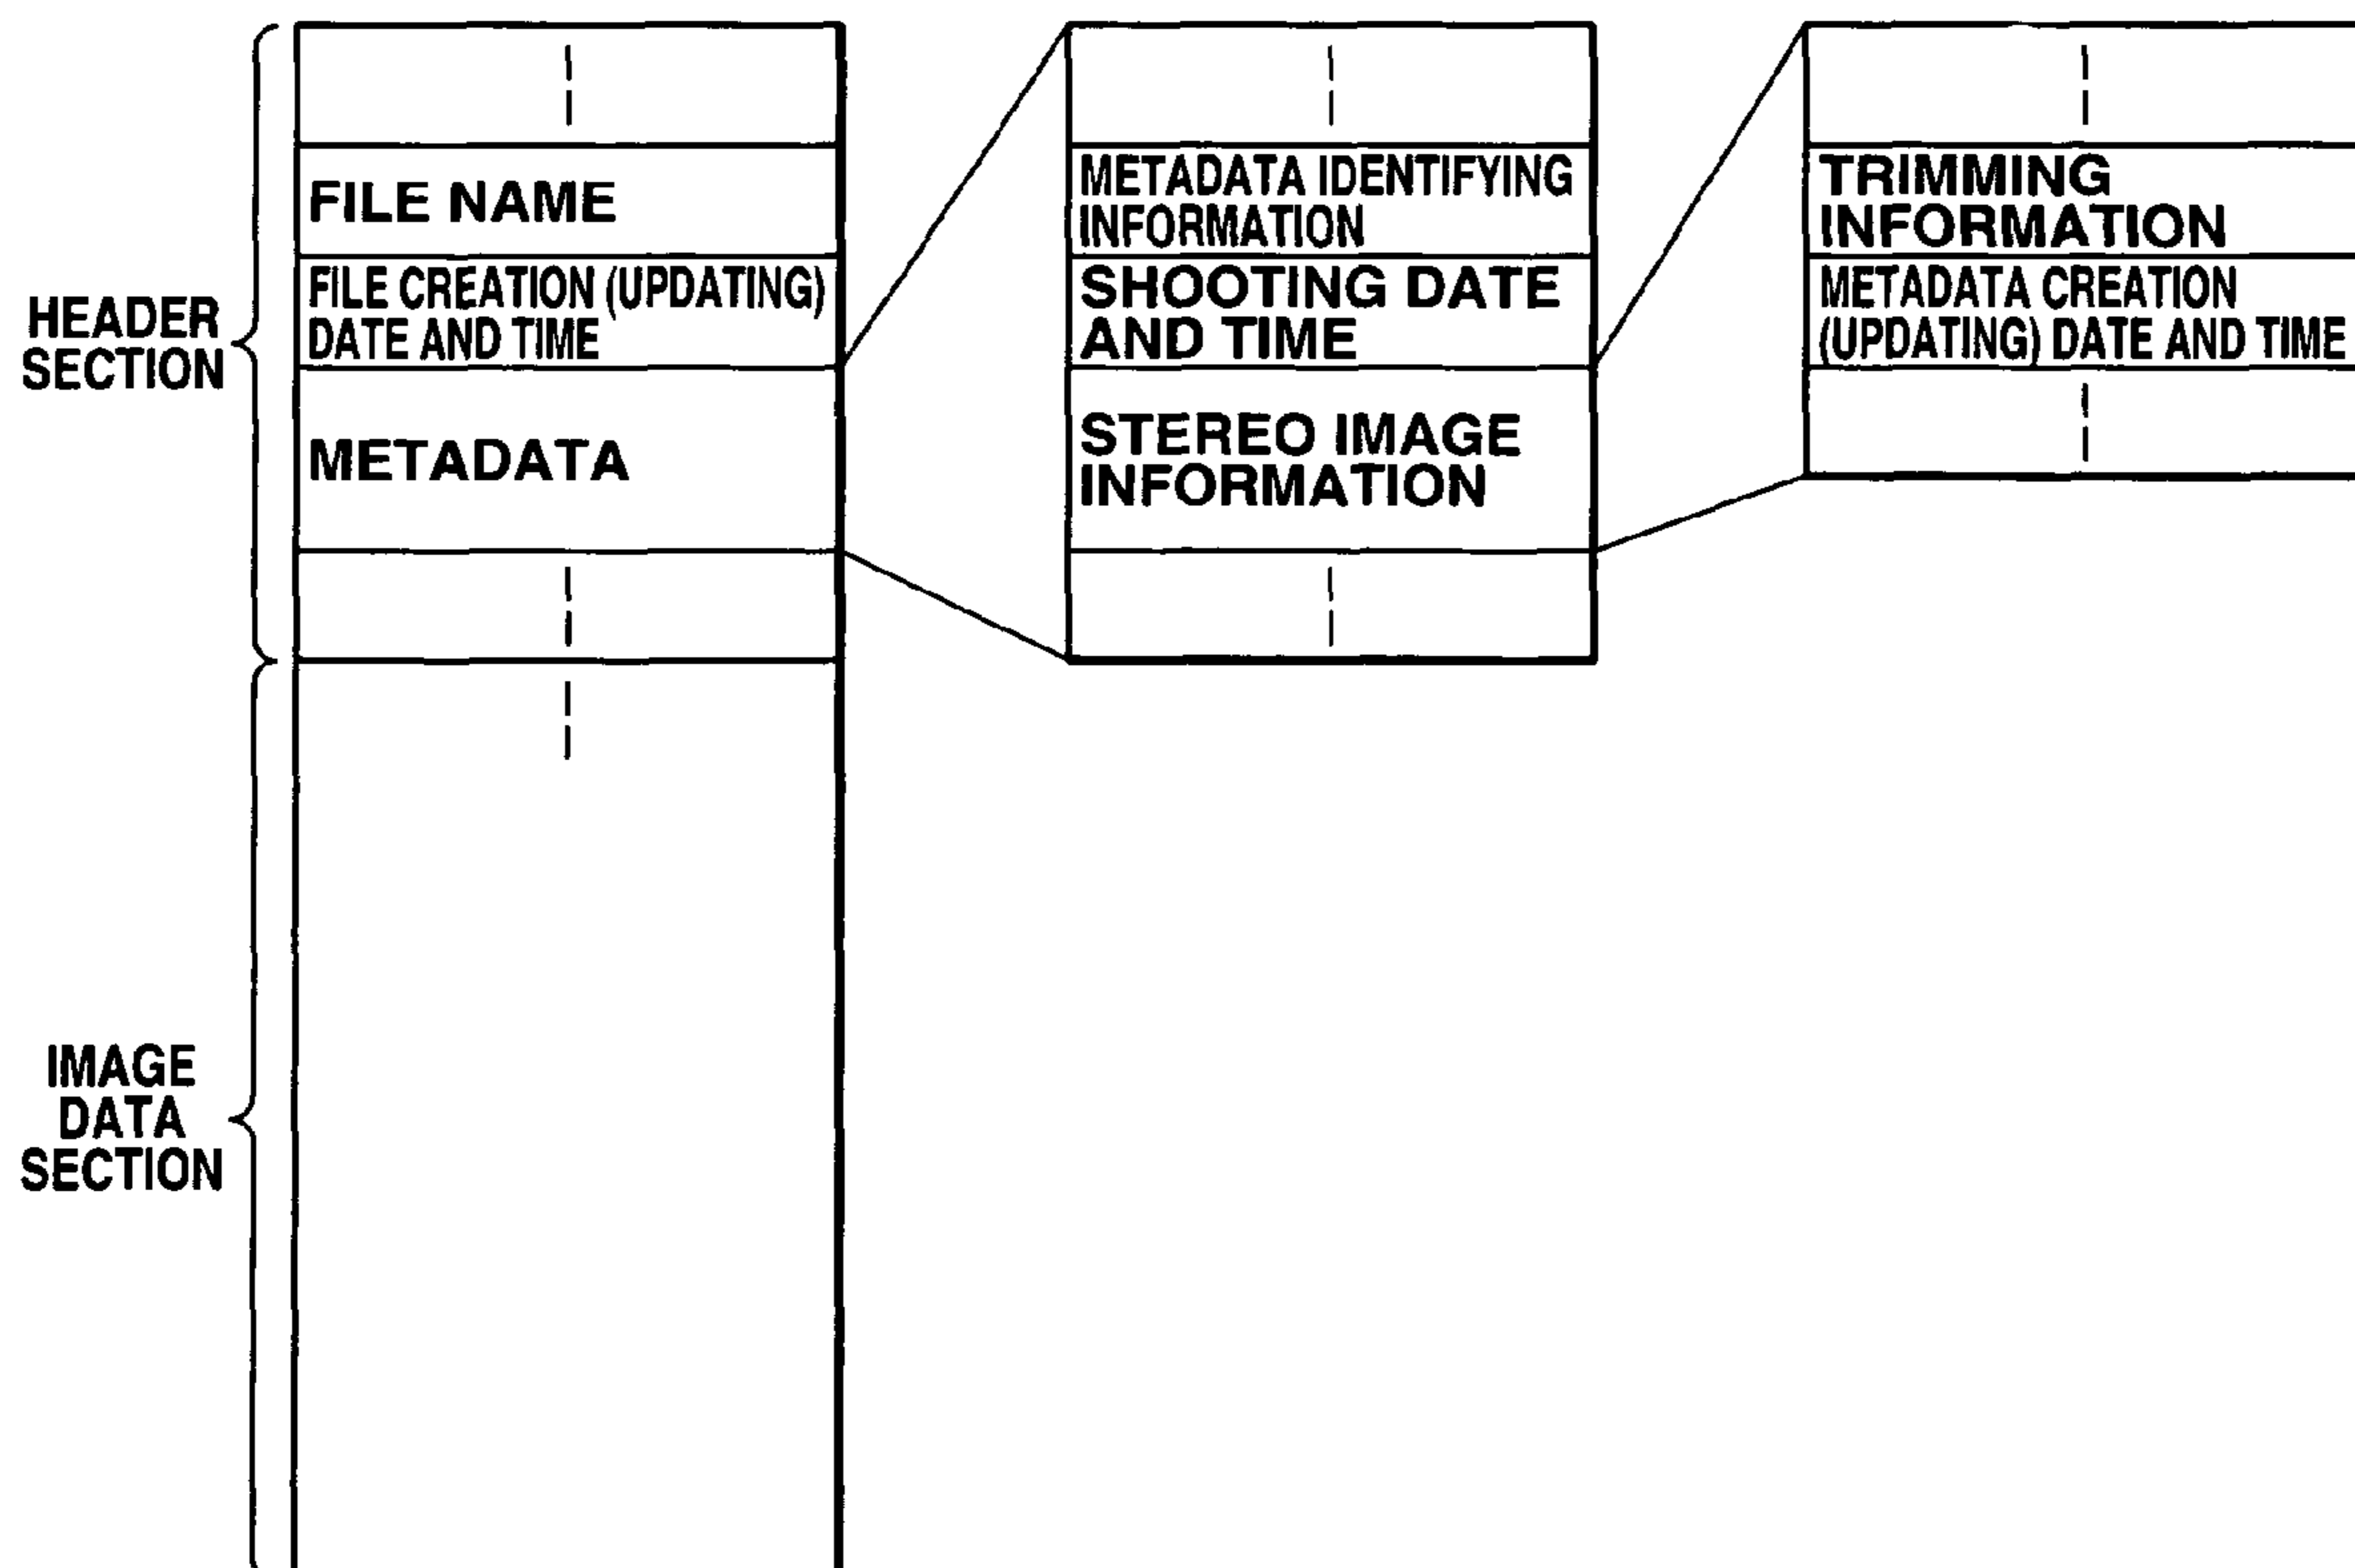 HEADER
SECTION
FILE NAME
FILE CREATION (UPDATING)
DATE AND TIME
METADATA
IMAGE
DATA
SECTION
METADATA IDENTIFYING
INFORMATION
SHOOTING DATE
AND TIME
STEREO IMAGE
INFORMATION
TRIMMING
INFORMATION
METADATA CREATION
(UPDATING) DATE AND TIME